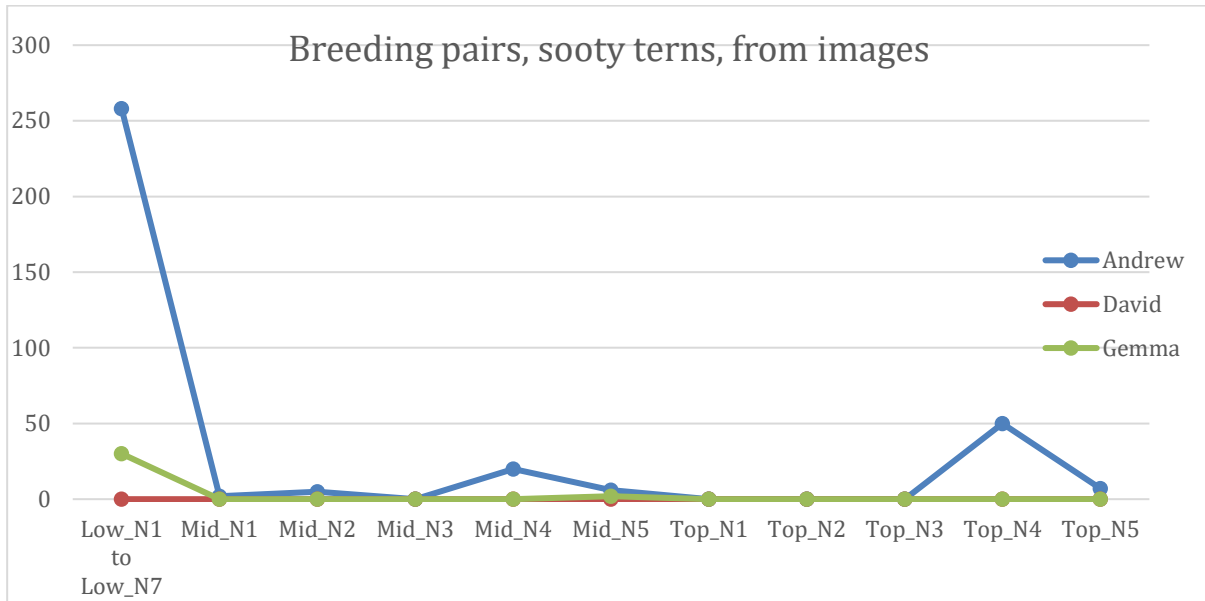 Breeding pairs, sooty terns, from images
300
250
200
150
100
50
0
Andrew
David
Gemma
Low_N1
to
Low_N7
Mid_N1
Mid_N2
Mid_N3
Mid_N4
Mid_N5
Top_N1
Top_N2
Top_N3
Top_N4
Top_N5